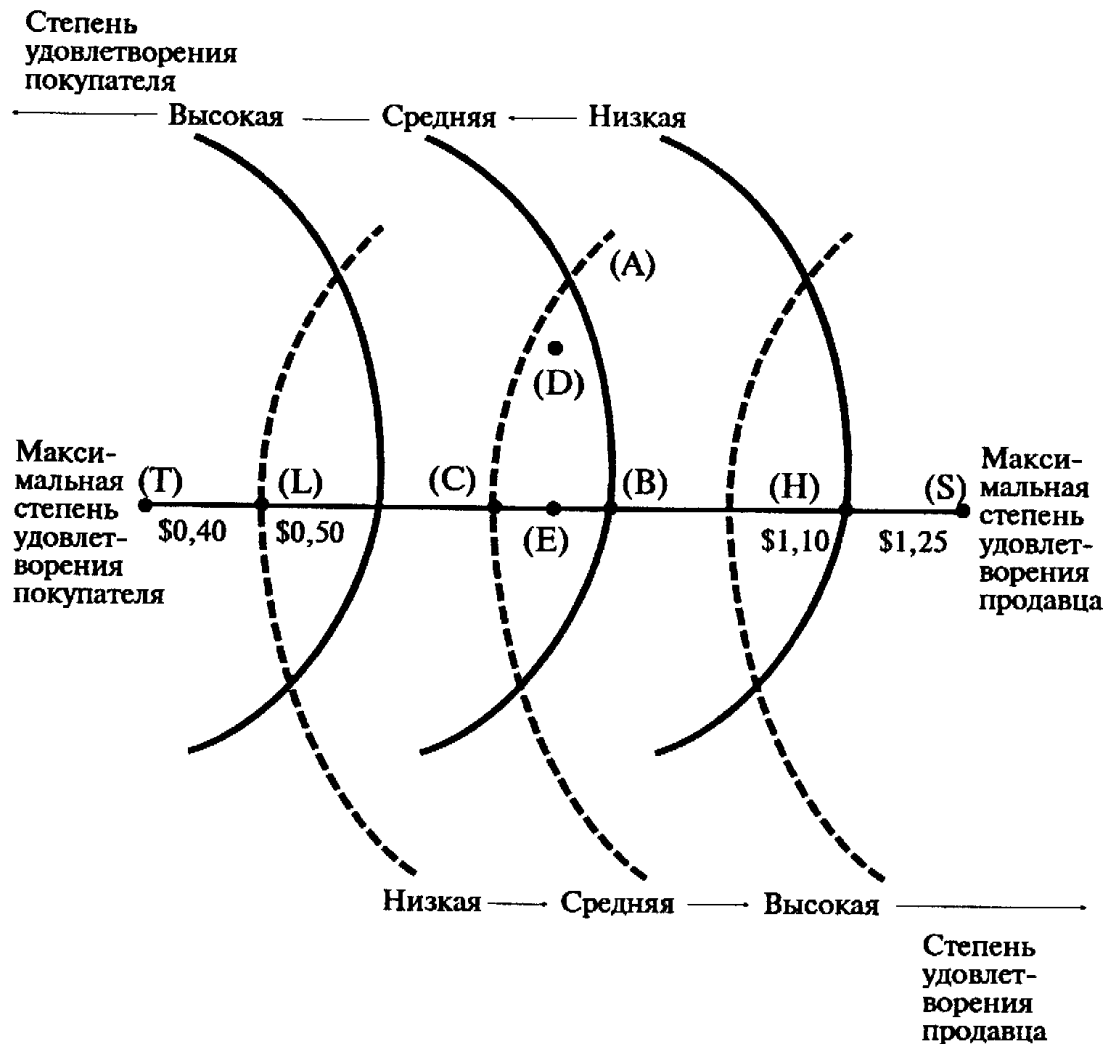 Степень
удовлетворения
покупателя
Высокая
Средняя
Низкая
(A)
(D)
Макси-
мальная
степень
удовлет-
ворения
покупателя
(T)
(L)
(C)
(B)
(H)
(S)
Макси-
мальная
степень
удовлет-
ворения
продавца
$0,40
$0,50
(E)
$1,10
$1,25
Низкая
Средняя
Высокая
Степень
удовлет-
ворения
продавца